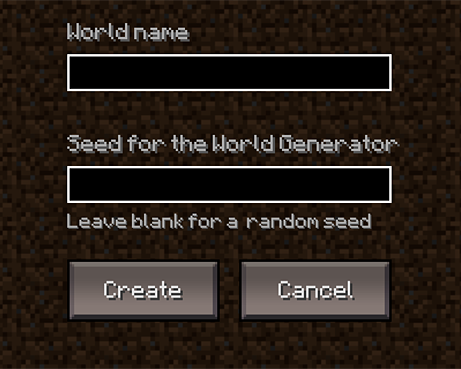 World name
Seed for the World Generator
Leave blank for a random seed
Create
Cancel